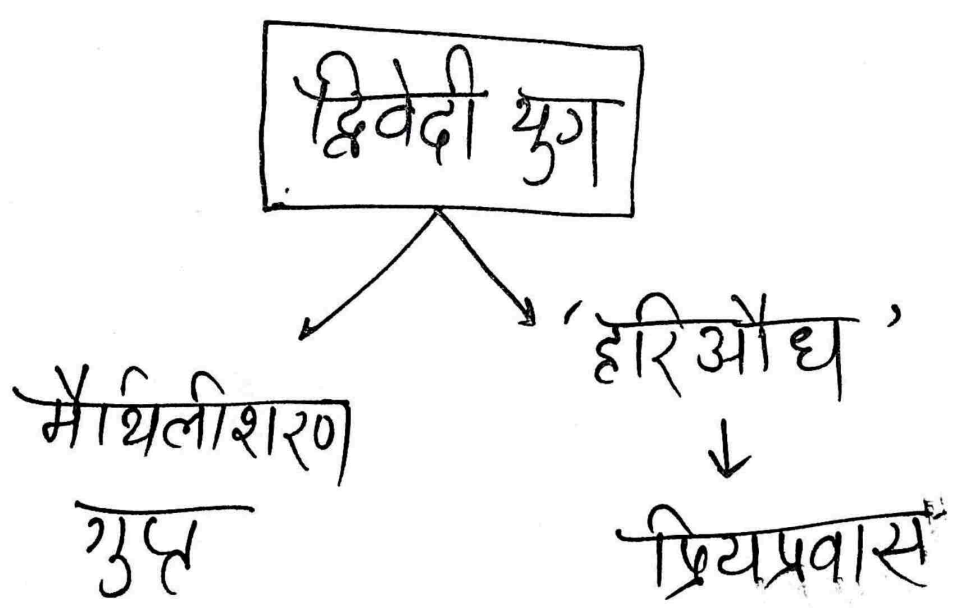 द्विवेदी युग
'हरिऔध'
मैथिलीशरण
गुप्त
प्रियप्रवास